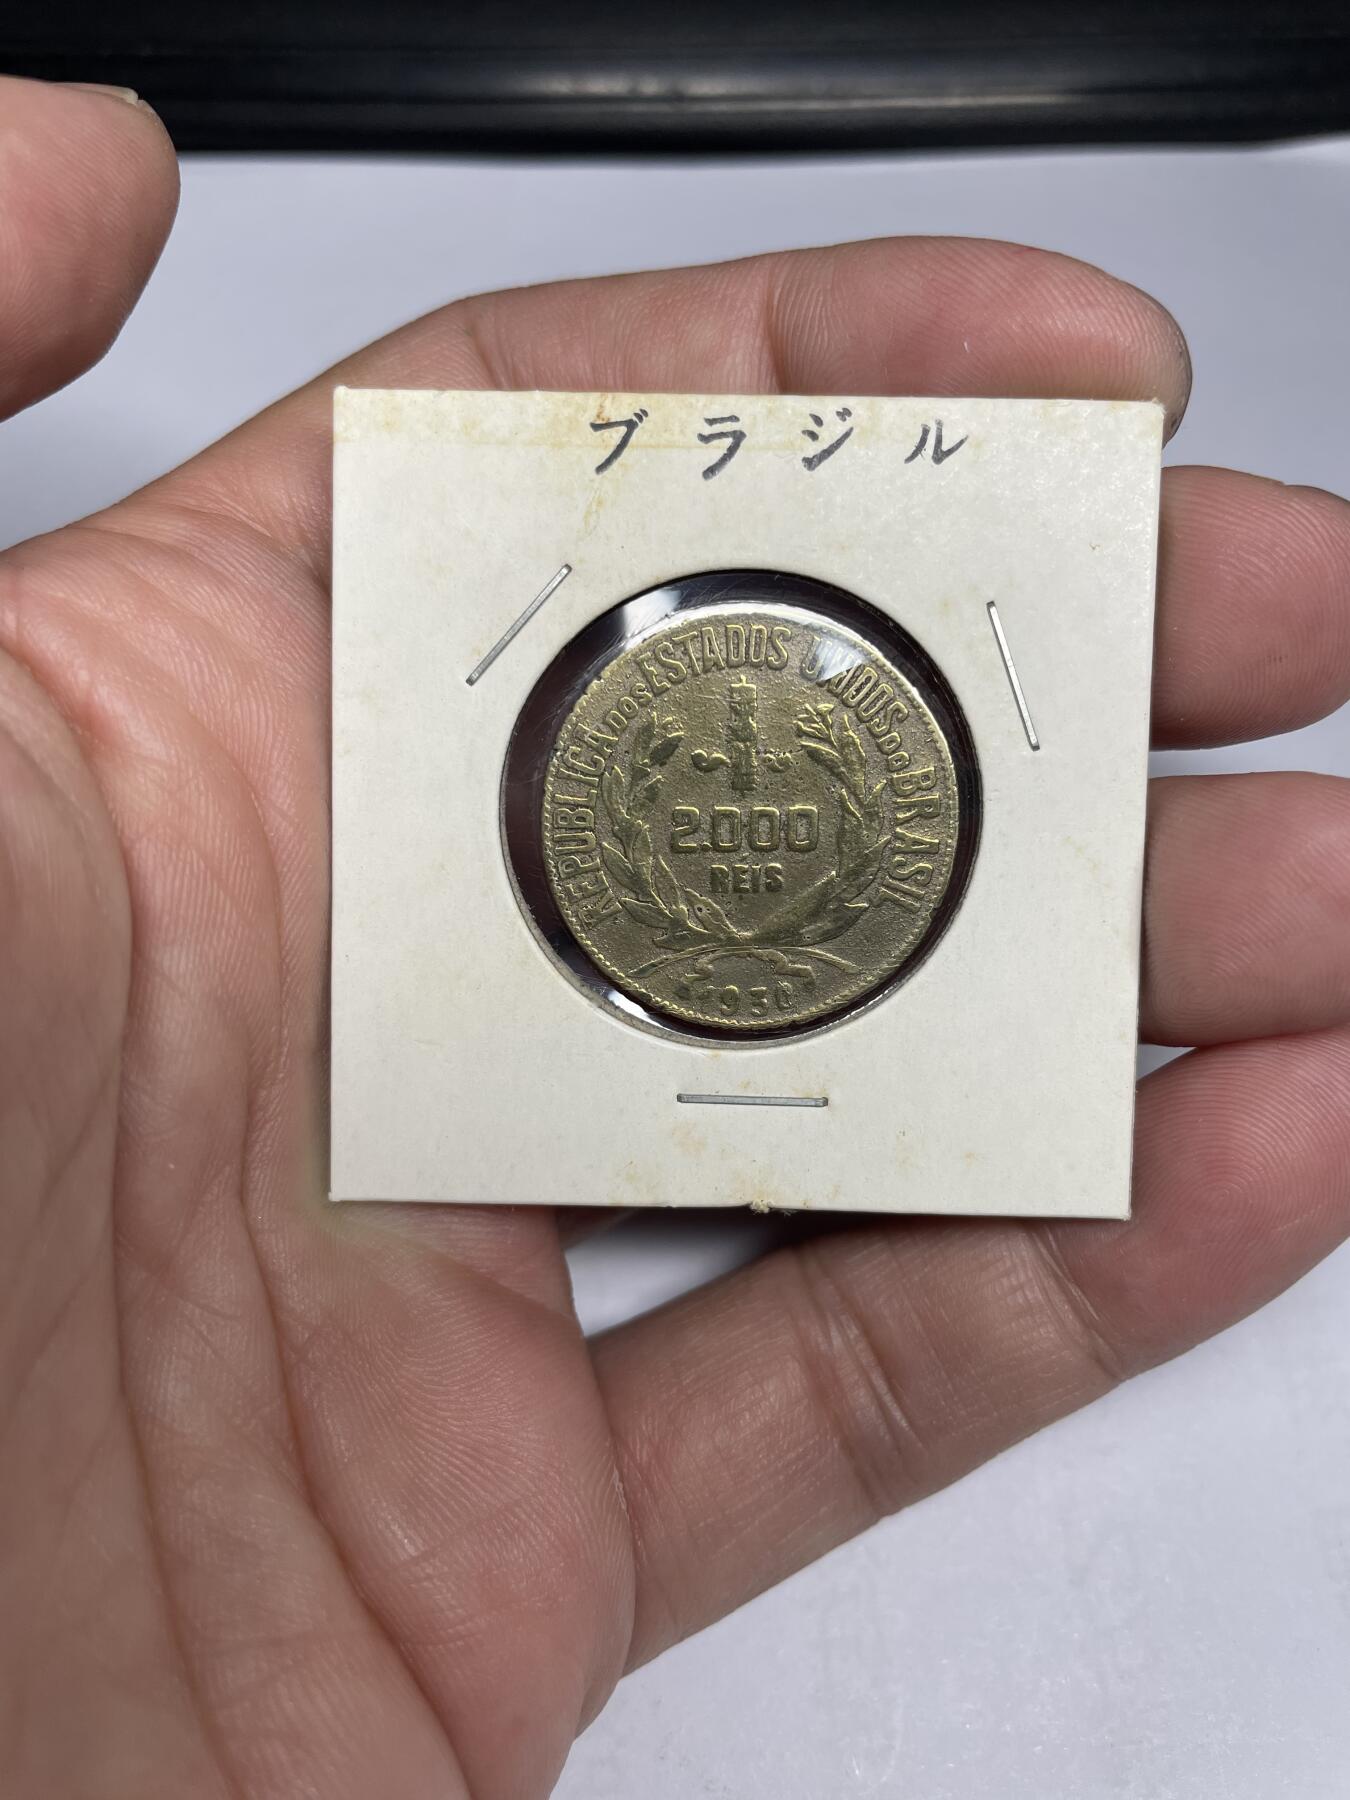 ブラジル
REPUBLICA DOS ESTADOS UNIDOS DO BRASIL
2.000
REIS
1930